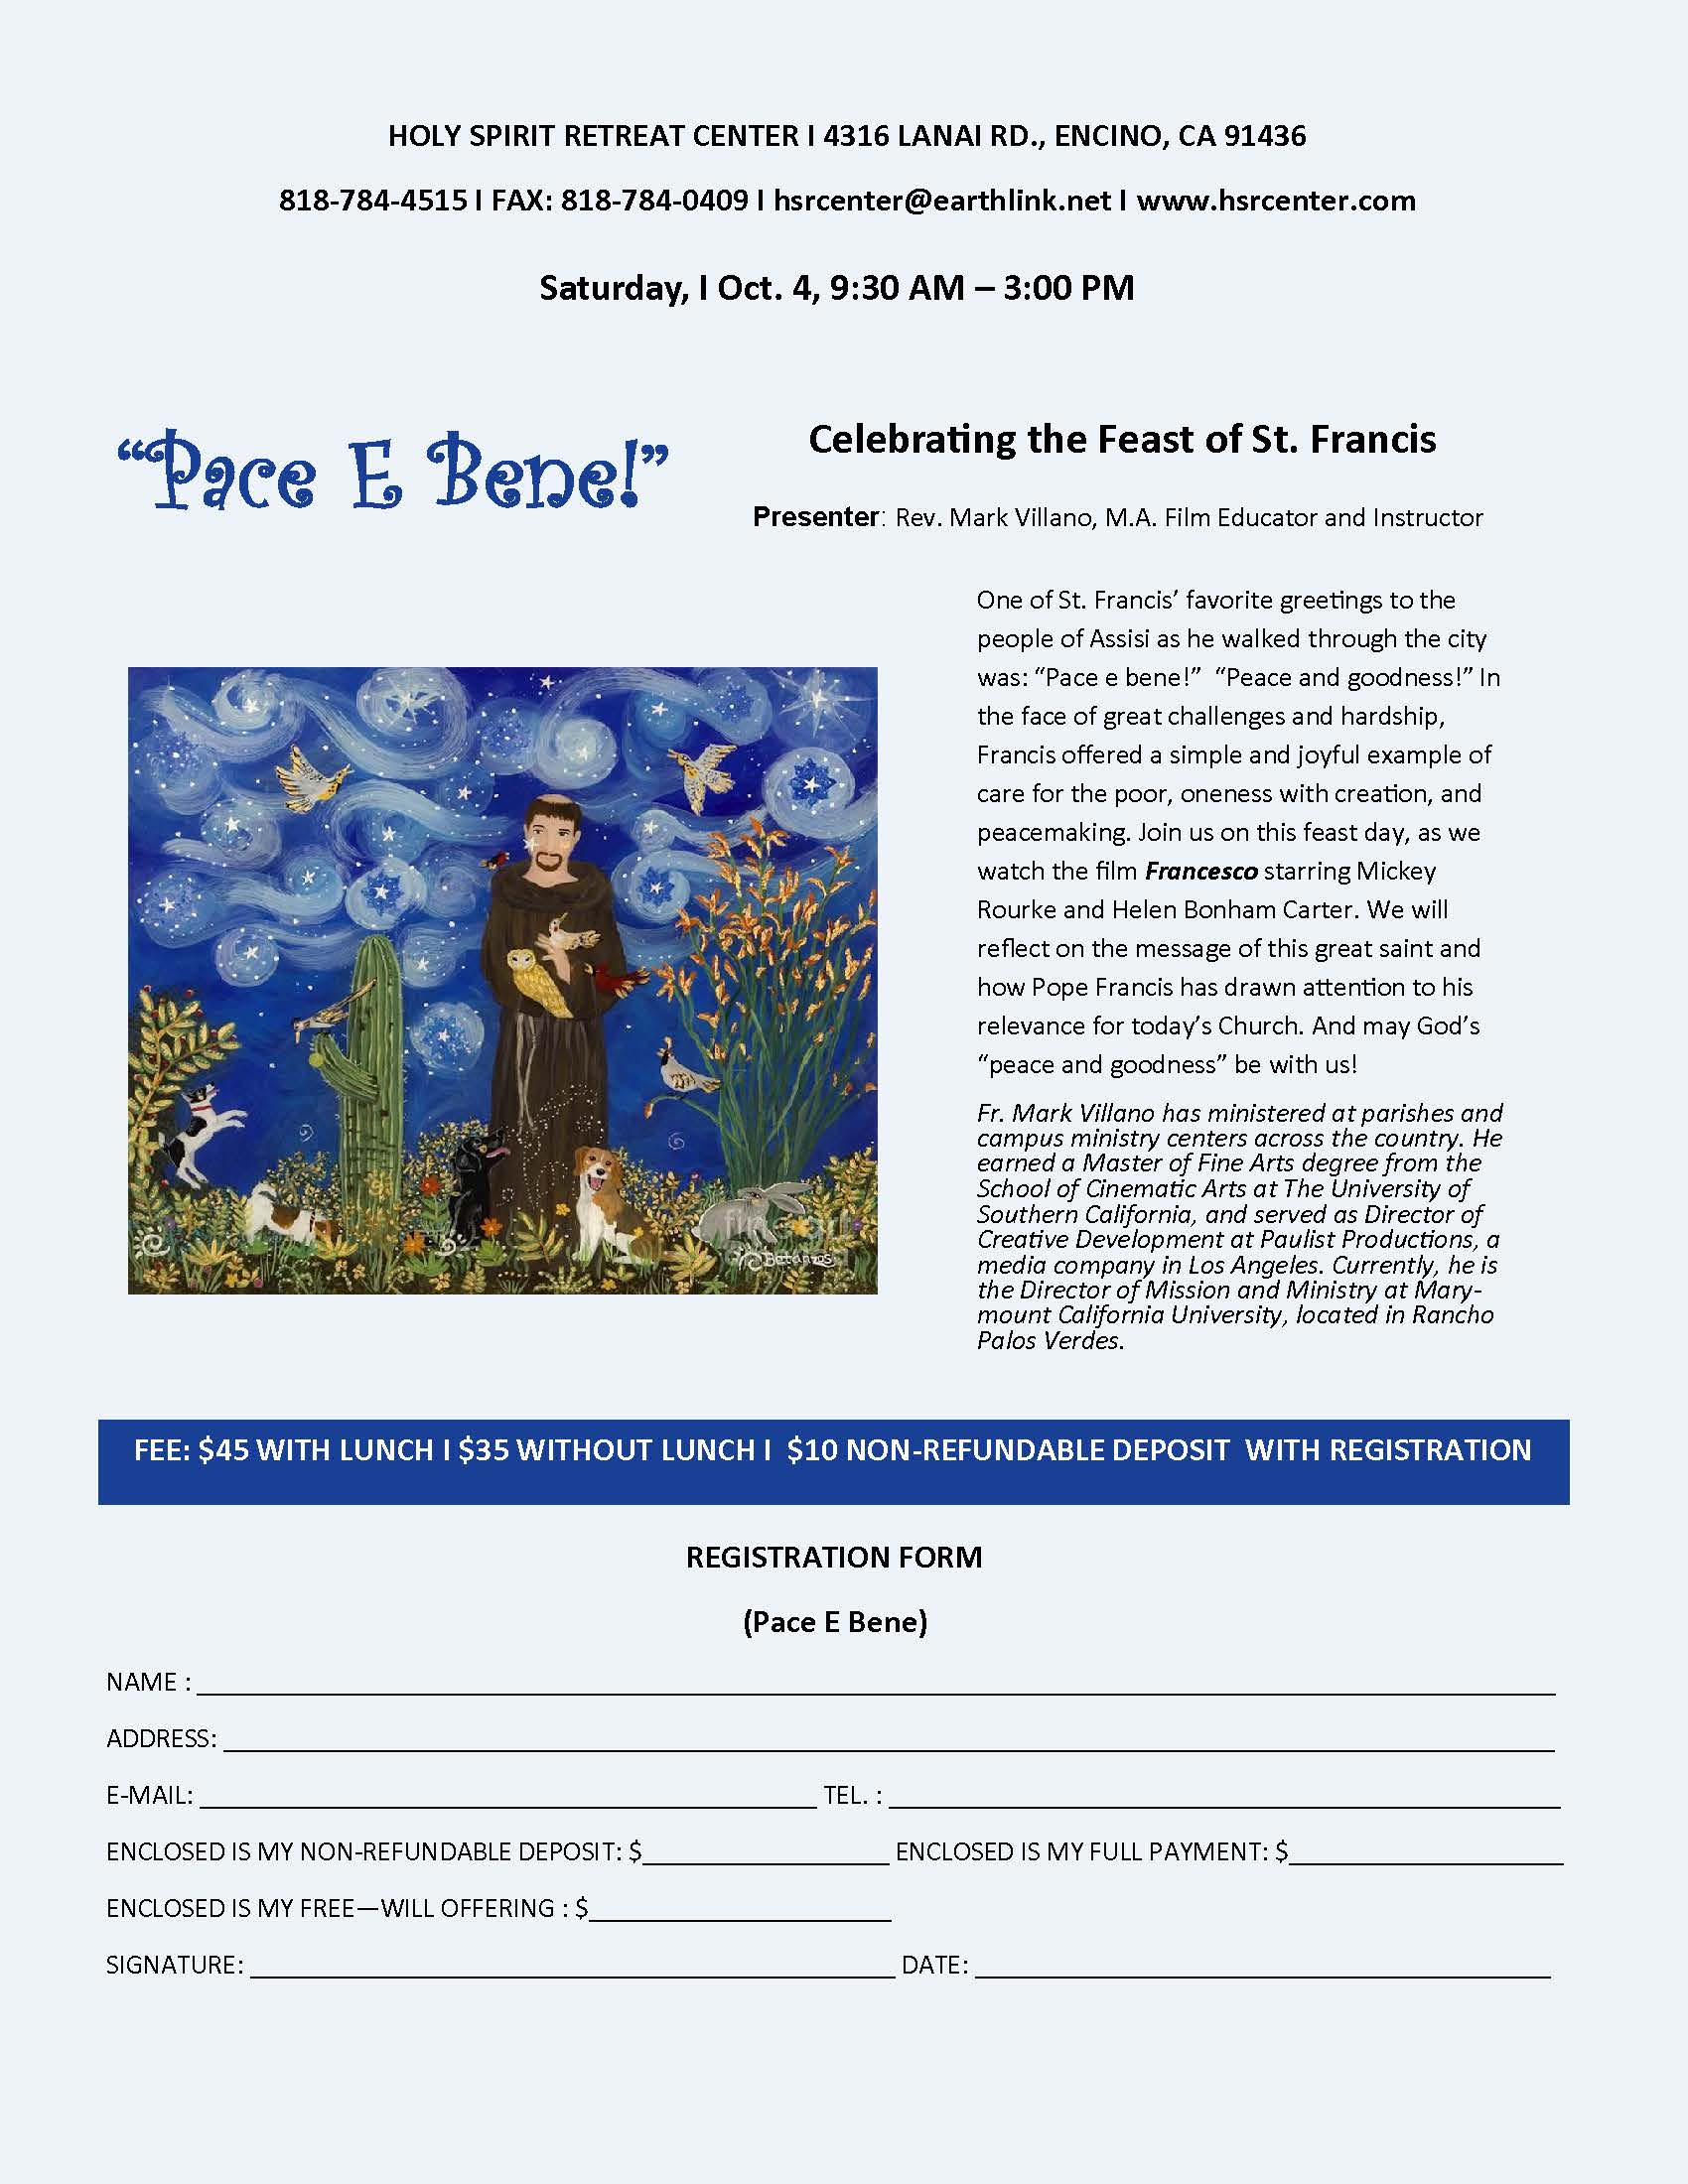 HOLY SPIRIT RETREAT CENTER I 4316 LANAI RD., ENCINO, CA 91436
818-784-4515 I FAX: 818-784-0409 I hsrcenter@earthlink.net I www.hsrcenter.com
Saturday, I Oct. 4, 9:30 AM – 3:00 PM
“Pace E Bene!”
Celebrating the Feast of St. Francis
Presenter: Rev. Mark Villano, M.A. Film Educator and Instructor
One of St. Francis’ favorite greetings to the
people of Assisi as he walked through the city
was: “Pace e bene!”  “Peace and goodness!” In
the face of great challenges and hardship,
Francis offered a simple and joyful example of
care for the poor, oneness with creation, and
peacemaking. Join us on this feast day, as we
watch the film Francesco starring Mickey
Rourke and Helen Bonham Carter. We will
reflect on the message of this great saint and
how Pope Francis has drawn attention to his
relevance for today’s Church. And may God’s
“peace and goodness” be with us!
Fr. Mark Villano has ministered at parishes and
campus ministry centers across the country. He
earned a Master of Fine Arts degree from the
School of Cinematic Arts at The University of
Southern California, and served as Director of
Creative Development at Paulist Productions, a
media company in Los Angeles. Currently, he is
the Director of Mission and Ministry at Mary-
mount California University, located in Rancho
Palos Verdes.
fine art
Batanzos
FEE: $45 WITH LUNCH I $35 WITHOUT LUNCH I  $10 NON-REFUNDABLE DEPOSIT  WITH REGISTRATION
REGISTRATION FORM
(Pace E Bene)
NAME :
ADDRESS:
E-MAIL: TEL. :
ENCLOSED IS MY NON-REFUNDABLE DEPOSIT: $ ENCLOSED IS MY FULL PAYMENT: $
ENCLOSED IS MY FREE—WILL OFFERING : $
SIGNATURE: DATE: